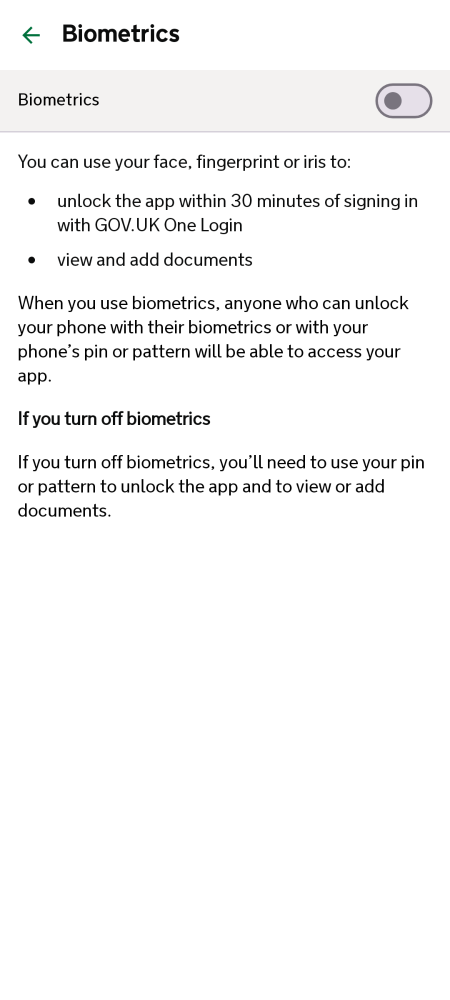 Biometrics
Biometrics
You can use your face, fingerprint or iris to:
• unlock the app within 30 minutes of signing in
with GOV.UK One Login
• view and add documents
When you use biometrics, anyone who can unlock
your phone with their biometrics or with your
phone’s pin or pattern will be able to access your
app.
If you turn off biometrics
If you turn off biometrics, you’ll need to use your pin
or pattern to unlock the app and to view or add
documents.